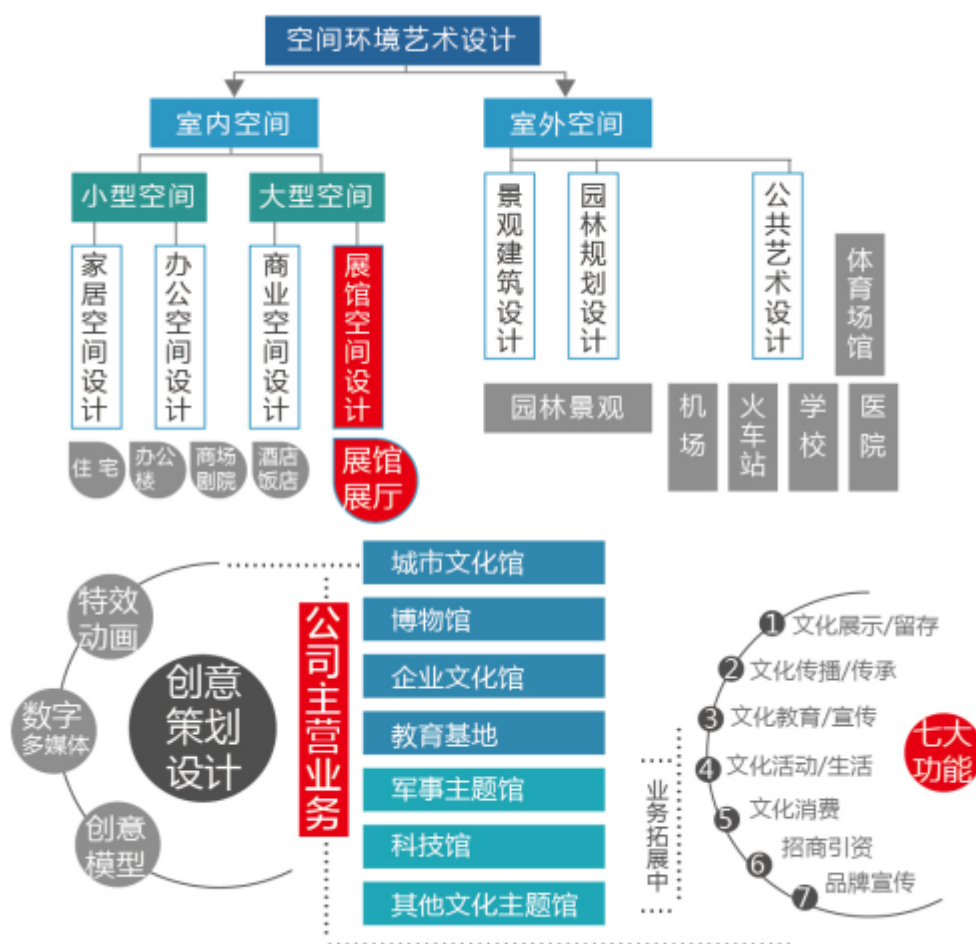 空间环境艺术设计
室内空间
室外空间
小型空间
大型空间
家居空间设计
办公空间设计
商业空间设计
展馆空间设计
景观建筑设计
园林规划设计
公共艺术设计
体育场馆
住宅
办公
楼
商场
剧院
酒店
饭店
展馆
展厅
园林景观
机场
火车站
学校
医院
特效
动画
数字
多媒体
创意
模型
创意
策划
设计
公司主营业务
城市文化馆
博物馆
企业文化馆
教育基地
军事主题馆
科技馆
其他文化主题馆
业务拓展中
1 文化展示/留存
2 文化传播/传承
3 文化教育/宣传
4 文化活动/生活
5 文化消费
6 招商引资
7 品牌宣传
七大
功能